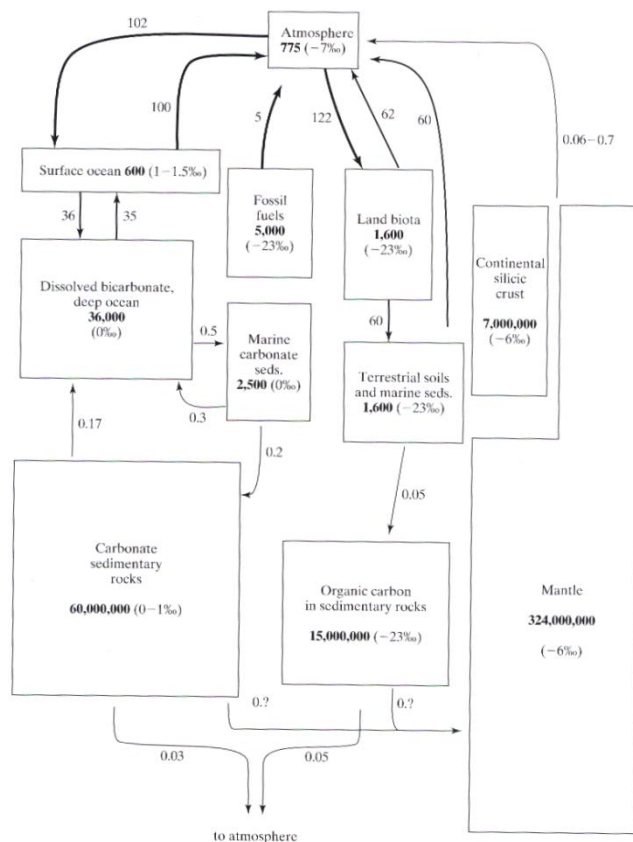 102
Atmosphere
775 (−7‰)
100
5
122
62
60
0.06–0.7
Surface ocean 600 (1–1.5‰)
36
35
Fossil
fuels
5,000
(−23‰)
Land biota
1,600
(−23‰)
Continental
silicic
crust
7,000,000
(−6‰)
Dissolved bicarbonate,
deep ocean
36,000
(0‰)
0.5
Marine
carbonate
seds.
2,500 (0‰)
60
Terrestrial soils
and marine seds.
1,600 (−23‰)
0.3
0.17
0.2
0.05
Carbonate
sedimentary
rocks
60,000,000 (0–1‰)
Organic carbon
in sedimentary rocks
15,000,000 (−23‰)
Mantle
324,000,000
(−6‰)
0.?
0.?
0.03
0.05
to atmosphere